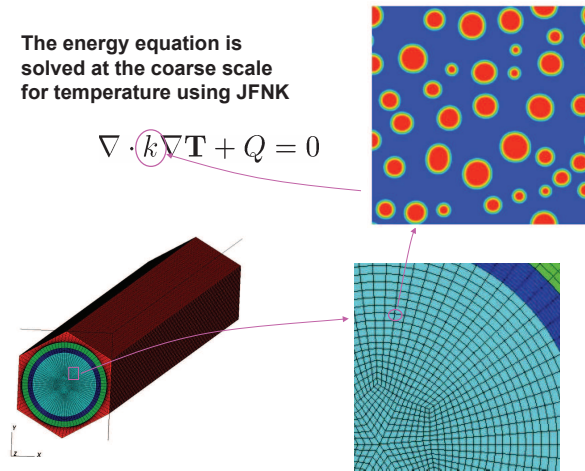 The energy equation is
solved at the coarse scale
for temperature using JFNK
∇ · k∇T + Q = 0
Y
Z X